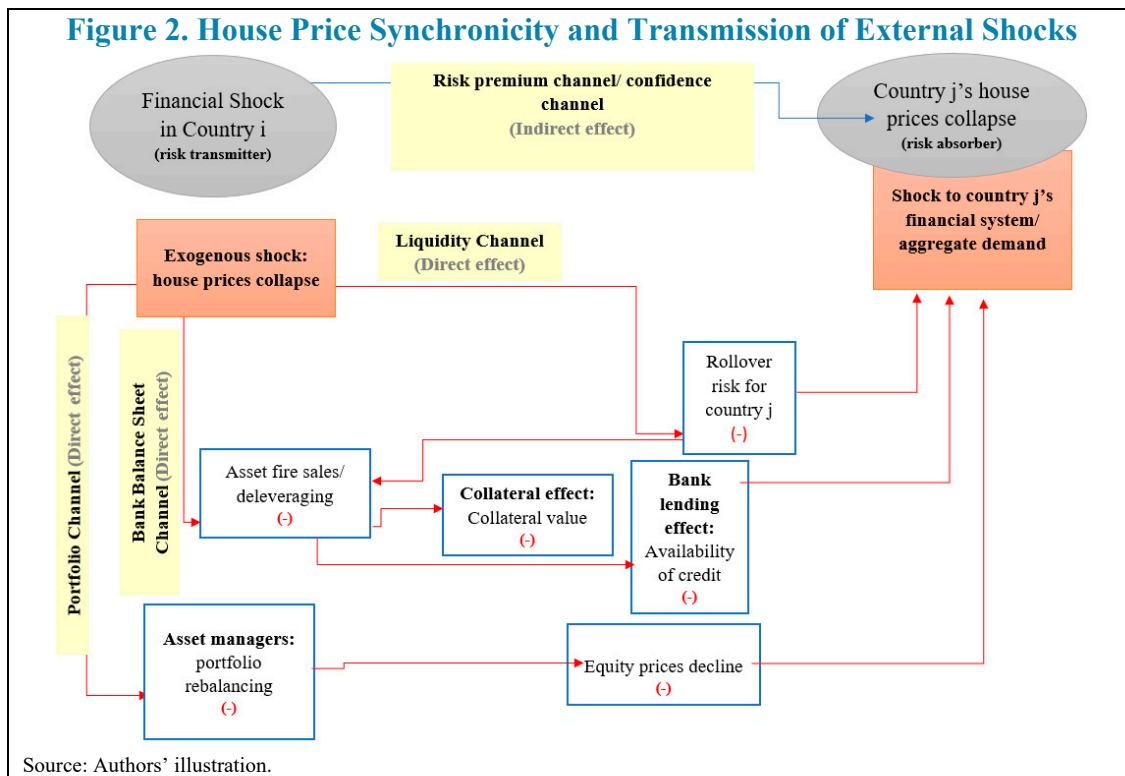 Figure 2. House Price Synchronicity and Transmission of External Shocks
Financial Shock
in Country i
(risk transmitter)
Risk premium channel/ confidence
channel
(Indirect effect)
Country j’s house
prices collapse
(risk absorber)
Shock to country j’s
financial system/
aggregate demand
Exogenous shock:
house prices collapse
Liquidity Channel
(Direct effect)
Portfolio Channel (Direct effect)
Bank Balance Sheet
Channel (Direct effect)
Rollover
risk for
country j
(-)
Asset fire sales/
deleveraging
(-)
Collateral effect:
Collateral value
(-)
Bank
lending
effect:
Availability
of credit
(-)
Asset managers:
portfolio
rebalancing
(-)
Equity prices decline
(-)
Source: Authors’ illustration.